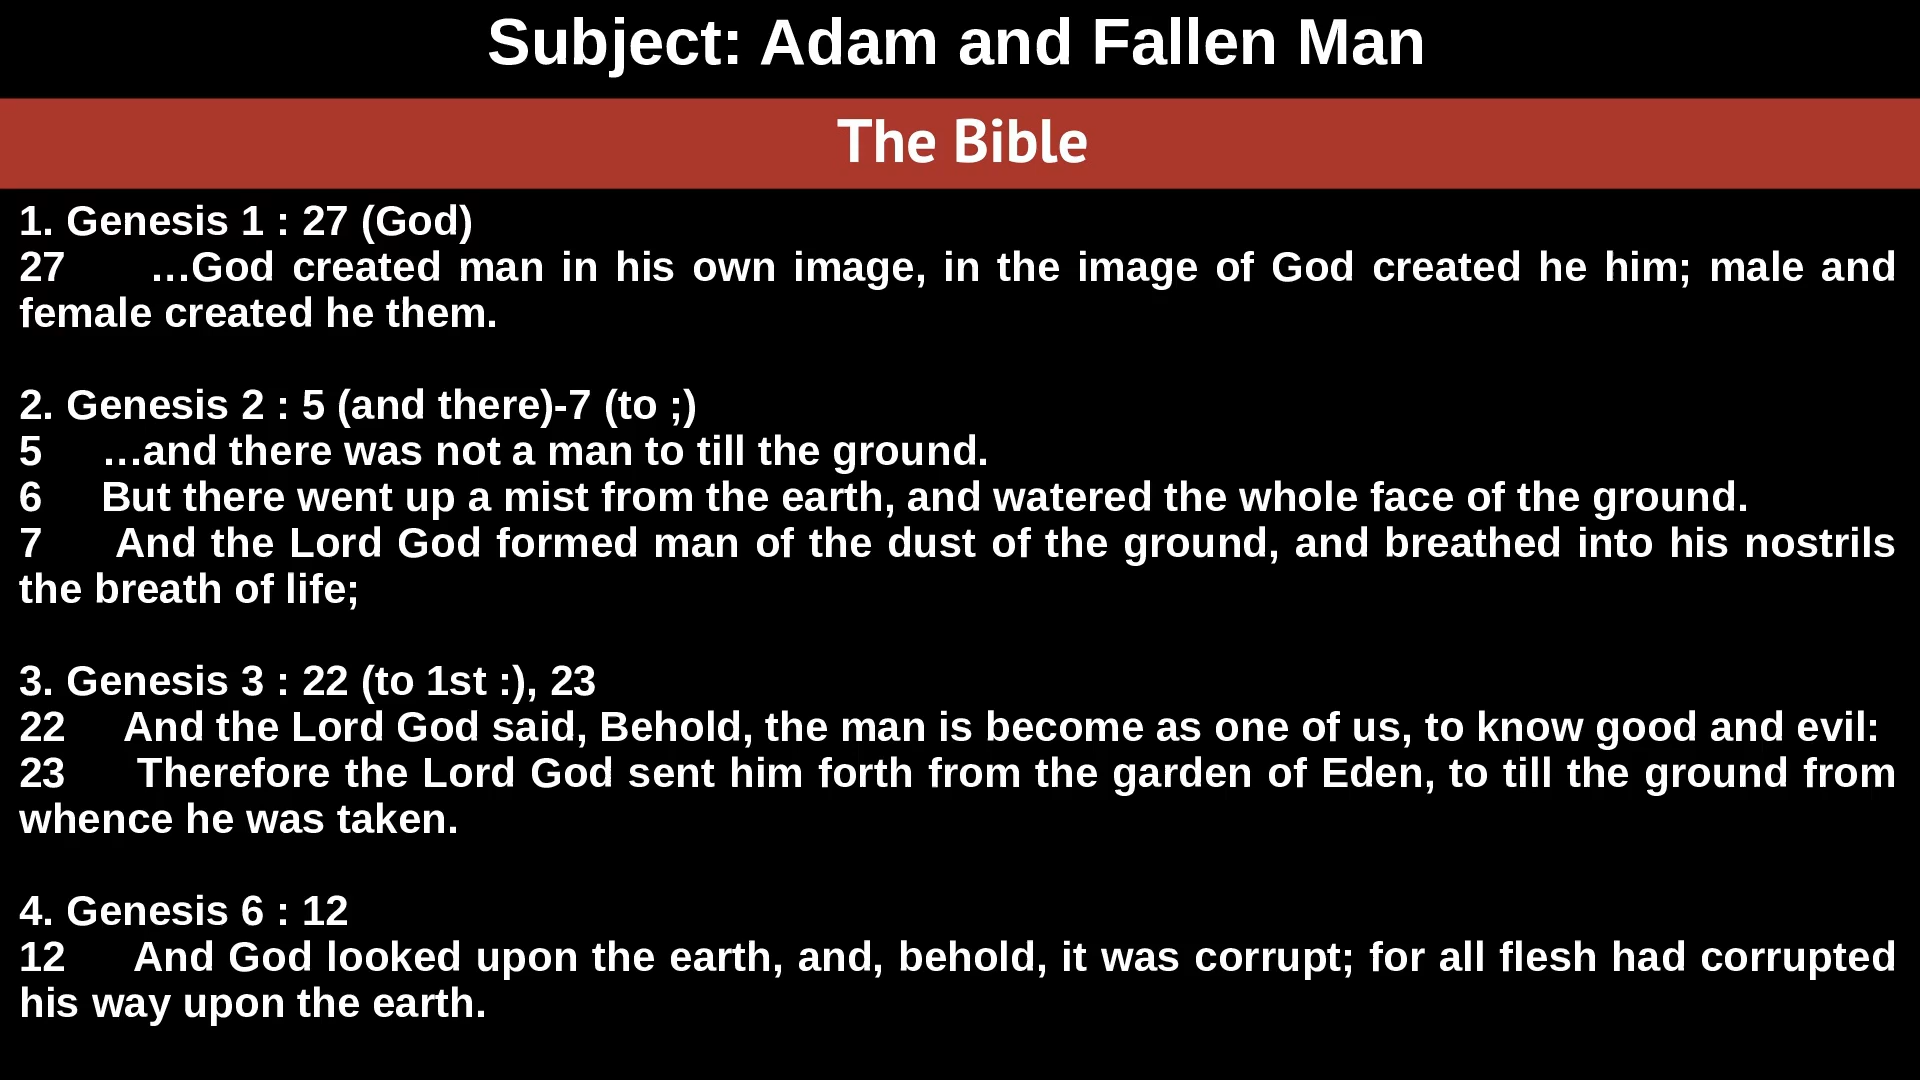 Subject: Adam and Fallen Man
The Bible
1. Genesis 1 : 27 (God)
27 …God created man in his own image, in the image of God created he him; male and
female created he them.
2. Genesis 2 : 5 (and there)-7 (to ;)
5 …and there was not a man to till the ground.
6 But there went up a mist from the earth, and watered the whole face of the ground.
7 And the Lord God formed man of the dust of the ground, and breathed into his nostrils
the breath of life;
3. Genesis 3 : 22 (to 1st :), 23
22 And the Lord God said, Behold, the man is become as one of us, to know good and evil:
23 Therefore the Lord God sent him forth from the garden of Eden, to till the ground from
whence he was taken.
4. Genesis 6 : 12
12 And God looked upon the earth, and, behold, it was corrupt; for all flesh had corrupted
his way upon the earth.